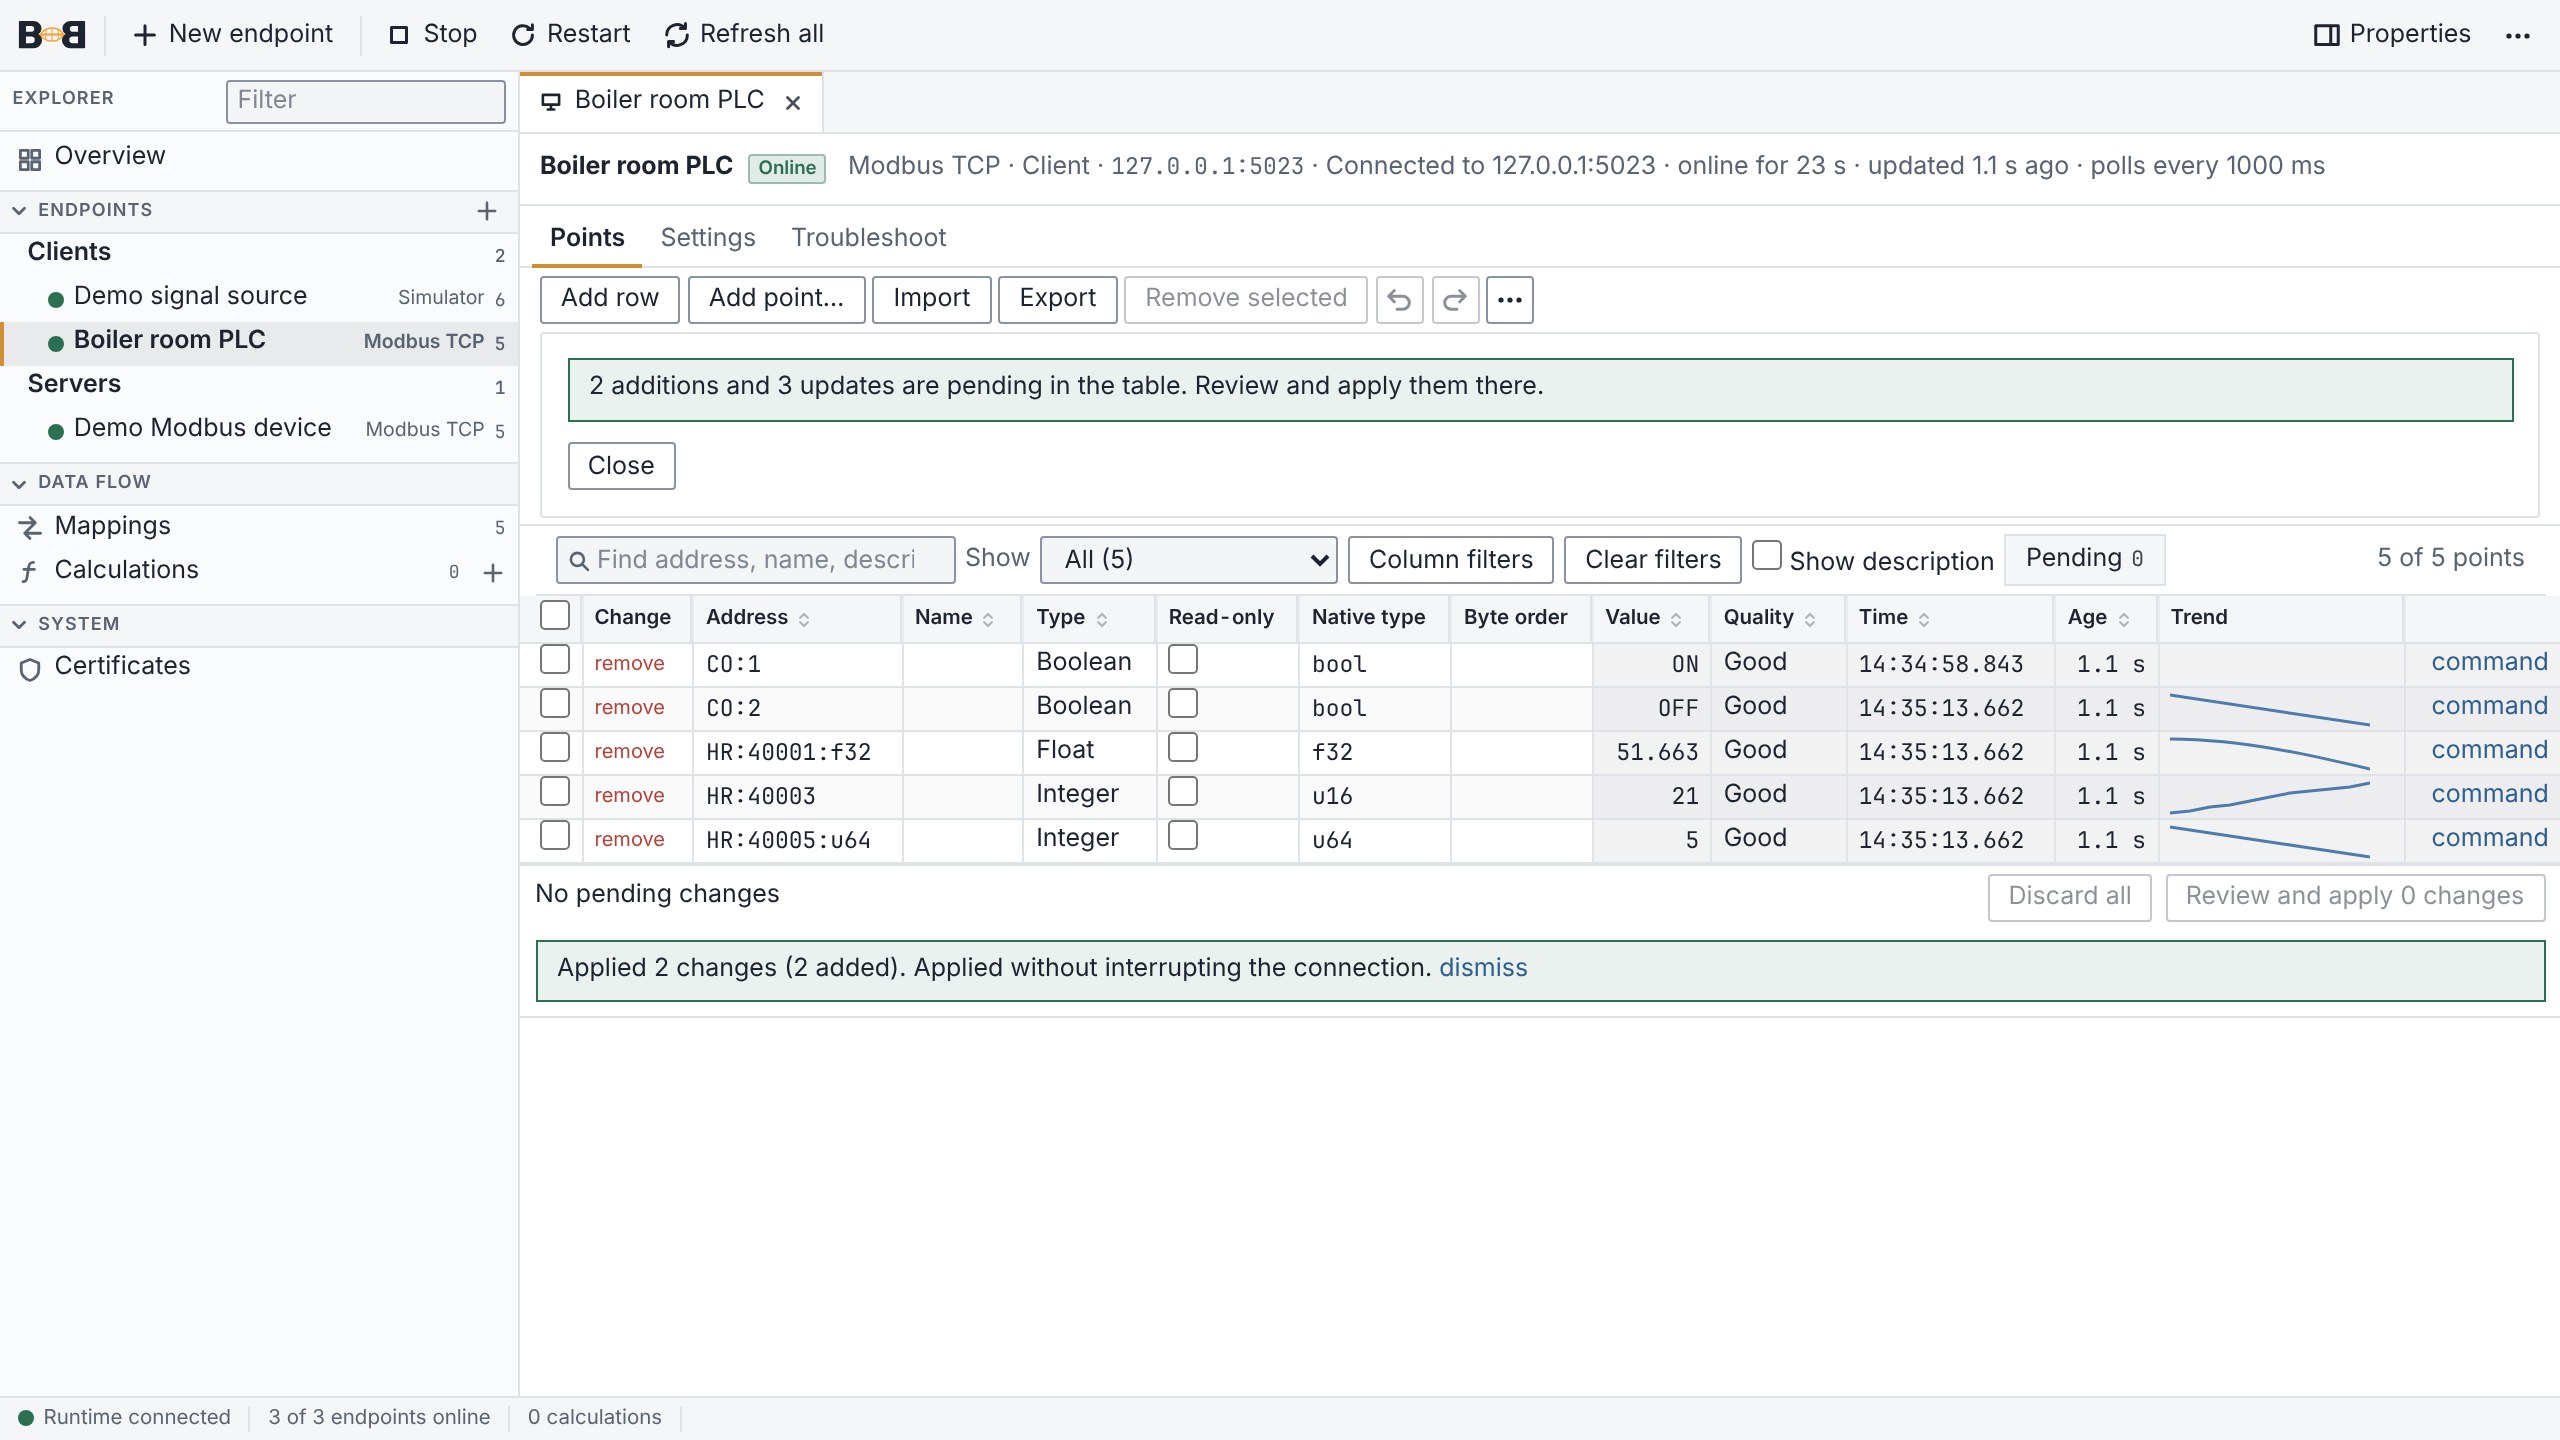 BOB New endpoint Stop Restart Refresh all Properties
EXPLORER Filter
Overview
ENDPOINTS
Clients 2
Demo signal source Simulator 6
Boiler room PLC Modbus TCP 5
Servers 1
Demo Modbus device Modbus TCP 5
DATA FLOW
Mappings 5
Calculations 0
SYSTEM
Certificates
Boiler room PLC
Boiler room PLC Online Modbus TCP · Client · 127.0.0.1:5023 · Connected to 127.0.0.1:5023 · online for 23 s · updated 1.1 s ago · polls every 1000 ms
Points Settings Troubleshoot
Add row Add point... Import Export Remove selected
2 additions and 3 updates are pending in the table. Review and apply them there.
Close
Find address, name, descri Show All (5) Column filters Clear filters Show description Pending 0 5 of 5 points
Change Address Name Type Read-only Native type Byte order Value Quality Time Age Trend
remove CO:1 Boolean bool ON Good 14:34:58.843 1.1 s command
remove CO:2 Boolean bool OFF Good 14:35:13.662 1.1 s command
remove HR:40001:f32 Float f32 51.663 Good 14:35:13.662 1.1 s command
remove HR:40003 Integer u16 21 Good 14:35:13.662 1.1 s command
remove HR:40005:u64 Integer u64 5 Good 14:35:13.662 1.1 s command
No pending changes Discard all Review and apply 0 changes
Applied 2 changes (2 added). Applied without interrupting the connection. dismiss
Runtime connected 3 of 3 endpoints online 0 calculations